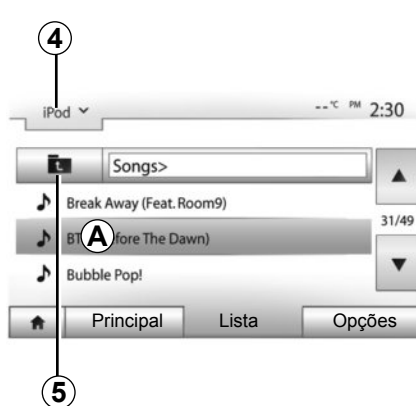 4
iPod
--°C PM 2:30
Songs>
Break Away (Feat. Room9)
31/49
A
fore The Dawn)
Bubble Pop!
Principal Lista Opções
5